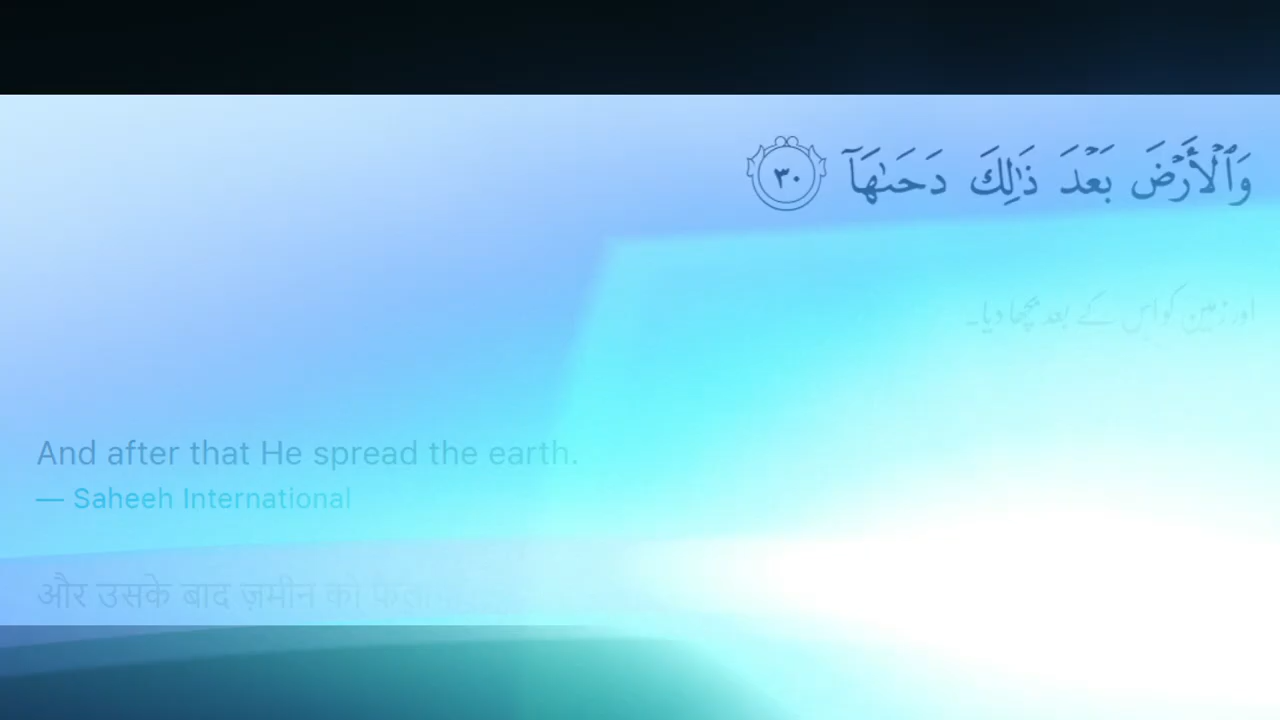 وَٱلْأَرْضَ بَعْدَ ذَٰلِكَ دَحَىٰهَآ ٣٠
اور زمین کو اس کے بعد بچھا دیا۔
And after that He spread the earth.
— Saheeh International
और उसके बाद ज़मीन को फैलाया